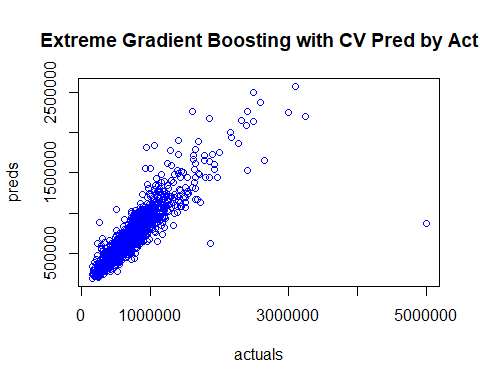 Extreme Gradient Boosting with CV Pred by Act
preds
2500000
1500000
500000
0 1000000 3000000 5000000
actuals